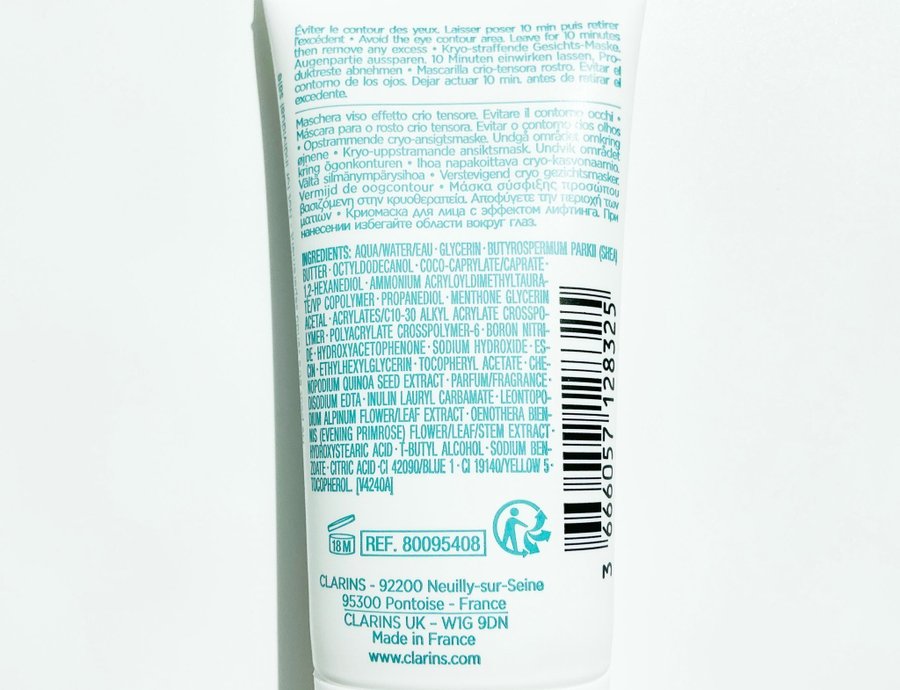 Éviter le contour des yeux. Laisser poser 10 min puis retirer
l'excédent • Avoid the eye contour area. Leave for 10 minutes
then remove any excess • Kryo-straffende Gesichts-Maske.
Augenpartie aussparen. 10 Minuten einwirken lassen, Pro-
duktreste abnehmen • Mascarilla crio-tensora rostro. Evitar el
contorno de los ojos. Dejar actuar 10 min. antes de retirar el
excedente.
Maschera viso effetto crio tensore. Evitare il contorno occhi •
Máscara para o rosto crio tensora. Evitar o contorno dos olhos
• Opstrammende cryo-ansigtsmaske. Undgå området omkring
øjnene • Kryo-uppstramande ansiktsmask. Undvik området
kring ögonkonturen • Ihoa napakoittava cryo-kasvonaamio.
Vältä silmänympärysihoa • Verstevigend cryo gezichtsmasker.
Vermijd de oogcontour • Μάσκα σύσφιξης προσώπου
βασιζόμενη στην κρυοθεραπεία. Αποφύγετε την περιοχή των
ματιών • Криомаска для лица с эффектом лифтинга. При
нанесении избегайте области вокруг глаз.
INGREDIENTS: AQUA/WATER/EAU · GLYCERIN · BUTYROSPERMUM PARKII (SHEA)
BUTTER · OCTYLDODECANOL · COCO-CAPRYLATE/CAPRATE ·
1,2-HEXANEDIOL · AMMONIUM ACRYLOYLDIMETHYLTAURA-
TE/VP COPOLYMER · PROPANEDIOL · MENTHONE GLYCERIN
ACETAL · ACRYLATES/C10-30 ALKYL ACRYLATE CROSSPO-
LYMER · POLYACRYLATE CROSSPOLYMER-6 · BORON NITRI-
DE · HYDROXYACETOPHENONE · SODIUM HYDROXIDE · ES-
CIN · ETHYLHEXYLGLYCERIN · TOCOPHERYL ACETATE · CHE-
NOPODIUM QUINOA SEED EXTRACT · PARFUM/FRAGRANCE ·
DISODIUM EDTA · INULIN LAURYL CARBAMATE · LEONTOPO-
DIUM ALPINUM FLOWER/LEAF EXTRACT · OENOTHERA BIEN-
NIS (EVENING PRIMROSE) FLOWER/LEAF/STEM EXTRACT ·
HYDROXYSTEARIC ACID · T-BUTYL ALCOHOL · SODIUM BEN-
ZOATE · CITRIC ACID · CI 42090/BLUE 1 · CI 19140/YELLOW 5 ·
TOCOPHEROL. [V4240A]
3 666057 128325
18 M
REF. 80095408
CLARINS - 92200 Neuilly-sur-Seine
95300 Pontoise - France
CLARINS UK - W1G 9DN
Made in France
www.clarins.com